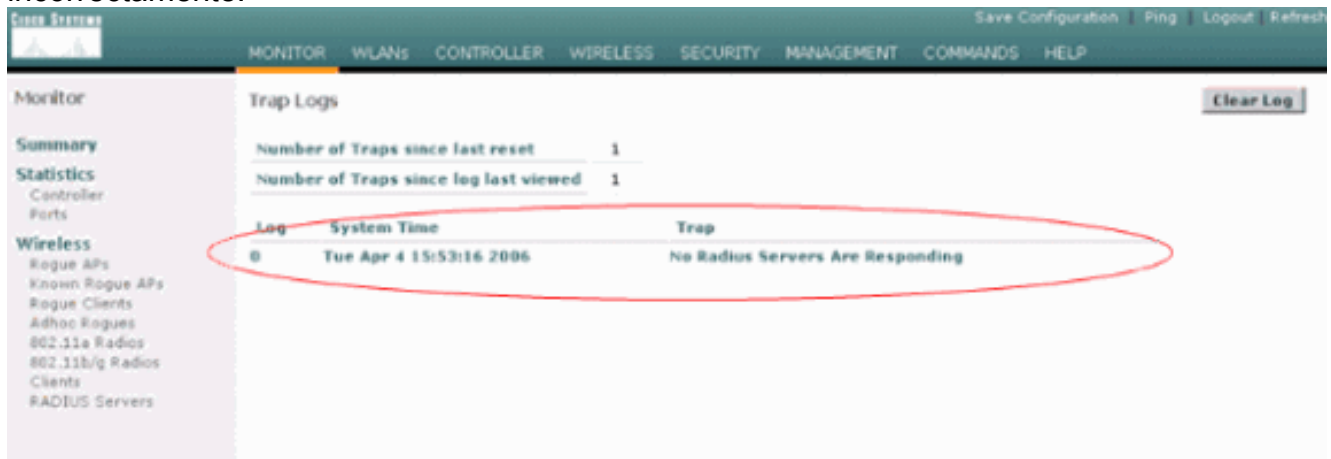 incorrectamente.
CISCO SYSTEMS
Save Configuration | Ping | Logout | Refresh
MONITOR WLANs CONTROLLER WIRELESS SECURITY MANAGEMENT COMMANDS HELP
Monitor
Summary
Statistics
Controller
Ports
Wireless
Rogue APs
Known Rogue APs
Rogue Clients
Adhoc Rogues
802.11a Radios
802.11b/g Radios
Clients
RADIUS Servers
Trap Logs
Clear Log
Number of Traps since last reset 1
Number of Traps since log last viewed 1
Log System Time Trap
0 Tue Apr 4 15:53:16 2006 No Radius Servers Are Responding